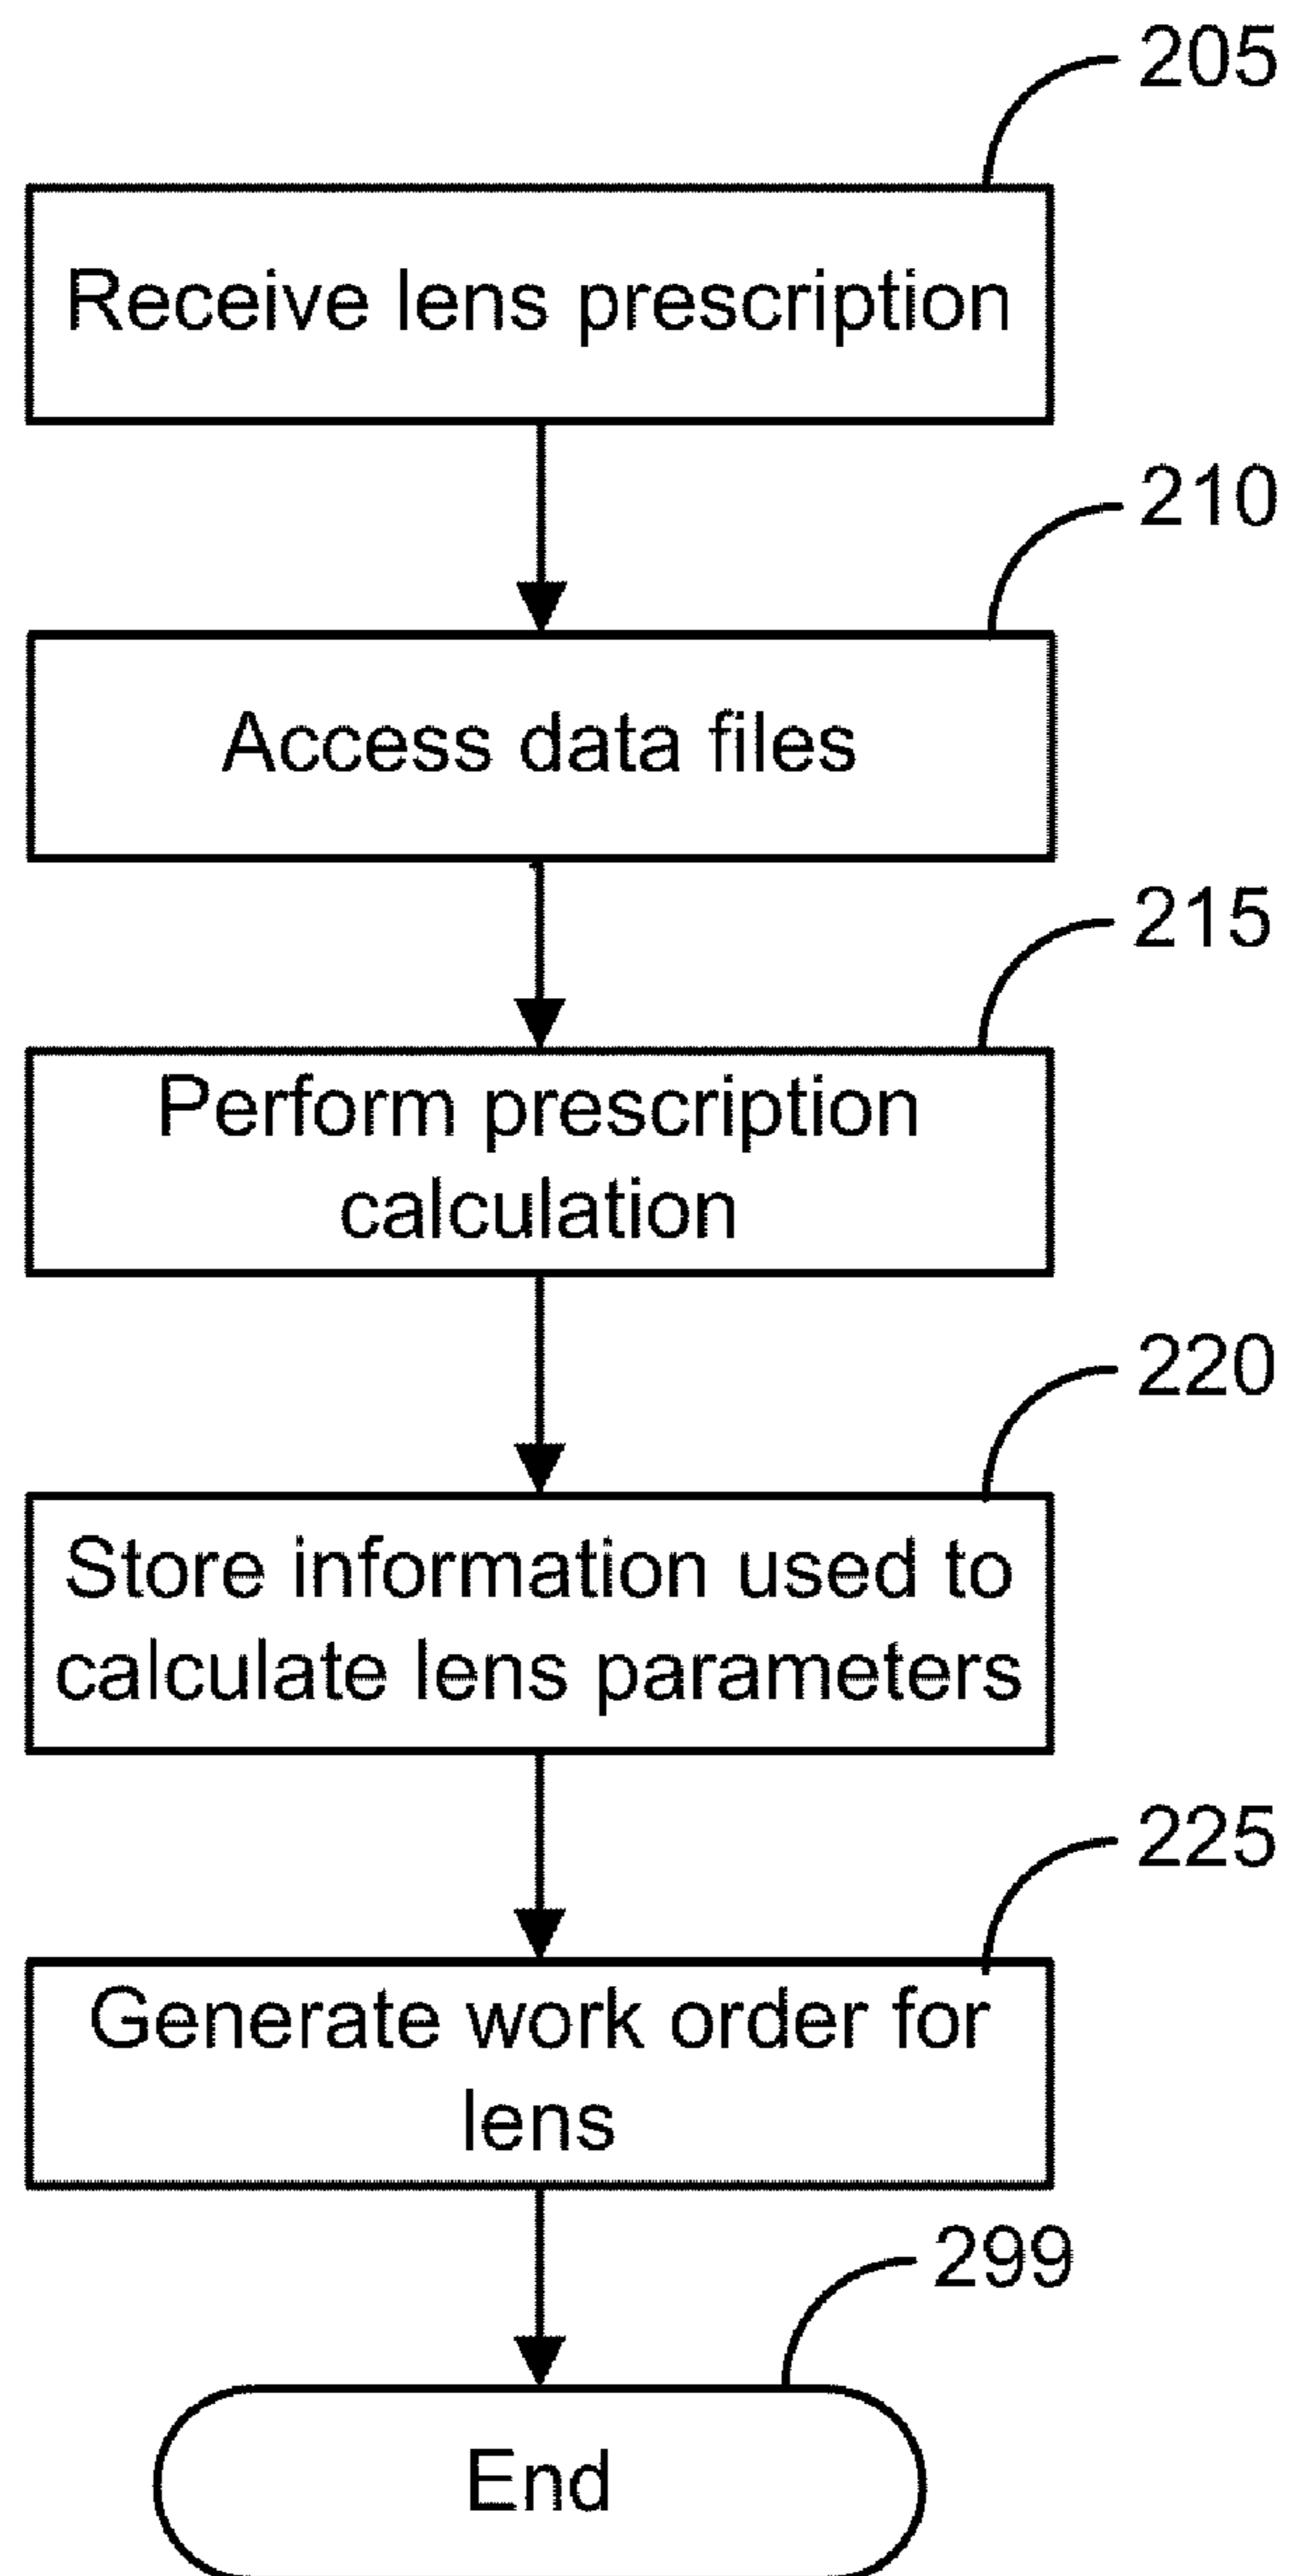 205
Receive lens prescription
210
Access data files
215
Perform prescription
calculation
220
Store information used to
calculate lens parameters
225
Generate work order for
lens
299
End